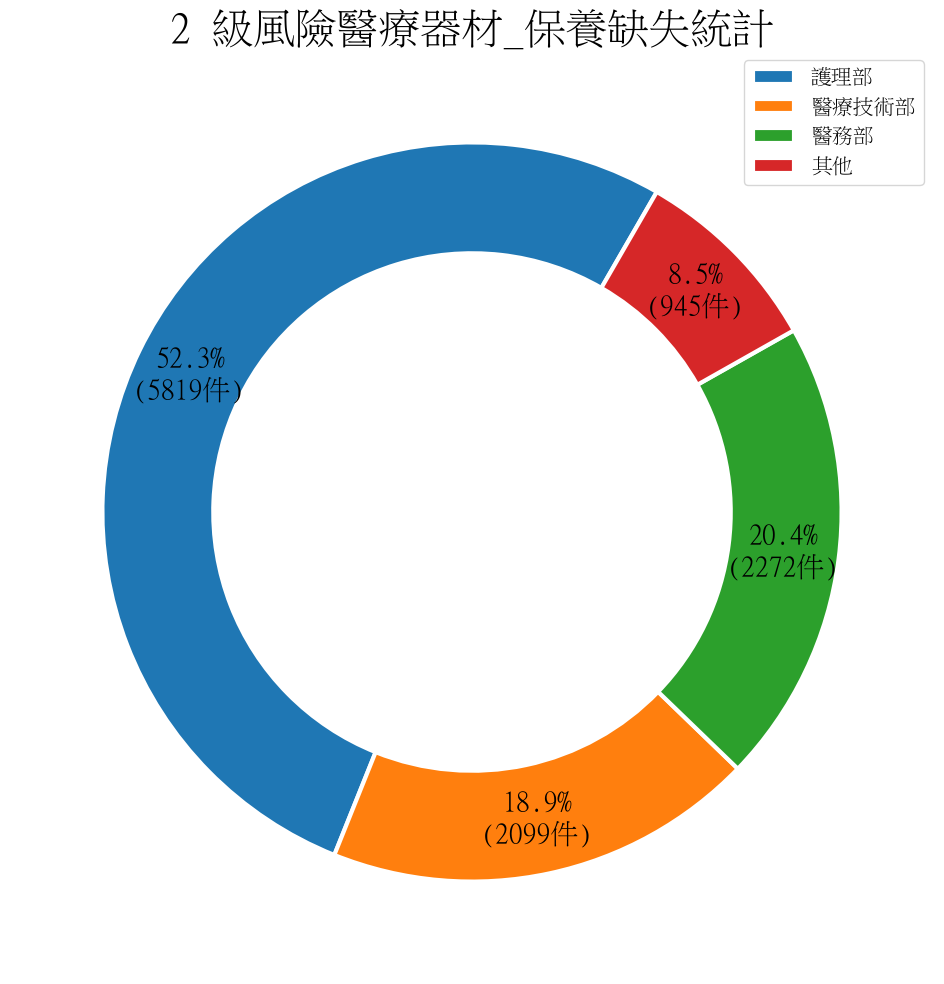 2 級風險醫療器材_保養缺失統計
護理部
醫療技術部
醫務部
其他
8.5%
(945件)
52.3%
(5819件)
20.4%
(2272件)
18.9%
(2099件)